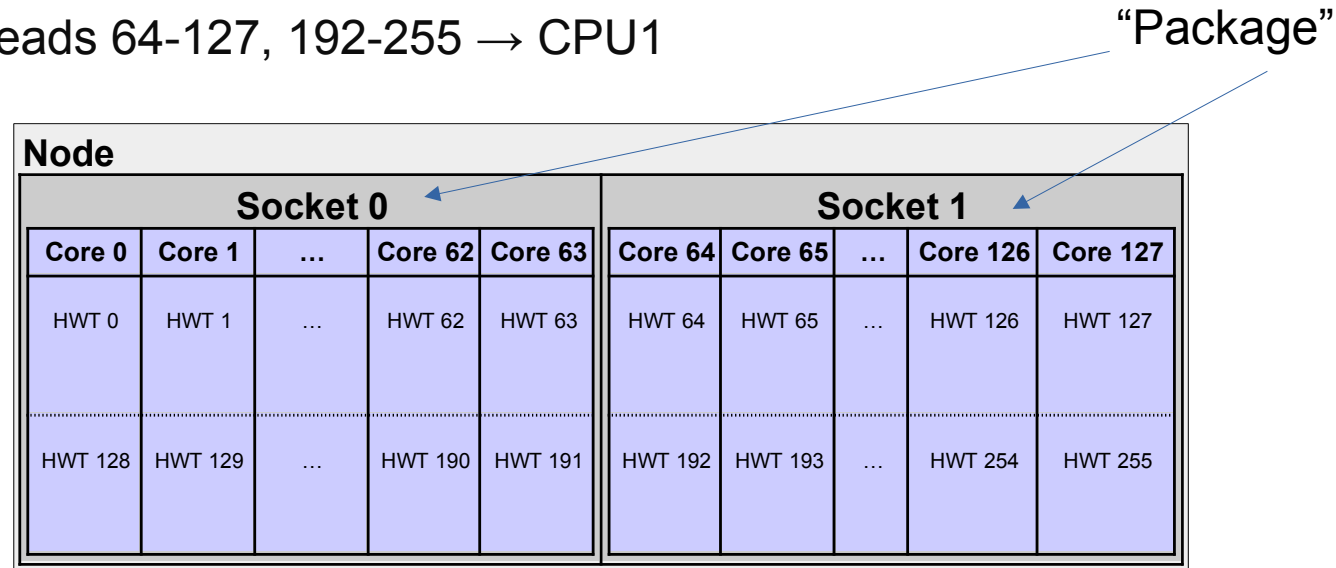 eads 64-127, 192-255 → CPU1
“Package”
Node
Socket 0 Socket 1
Core 0 Core 1 … Core 62 Core 63 Core 64 Core 65 … Core 126 Core 127
HWT 0 HWT 1 … HWT 62 HWT 63 HWT 64 HWT 65 … HWT 126 HWT 127
HWT 128 HWT 129 … HWT 190 HWT 191 HWT 192 HWT 193 … HWT 254 HWT 255